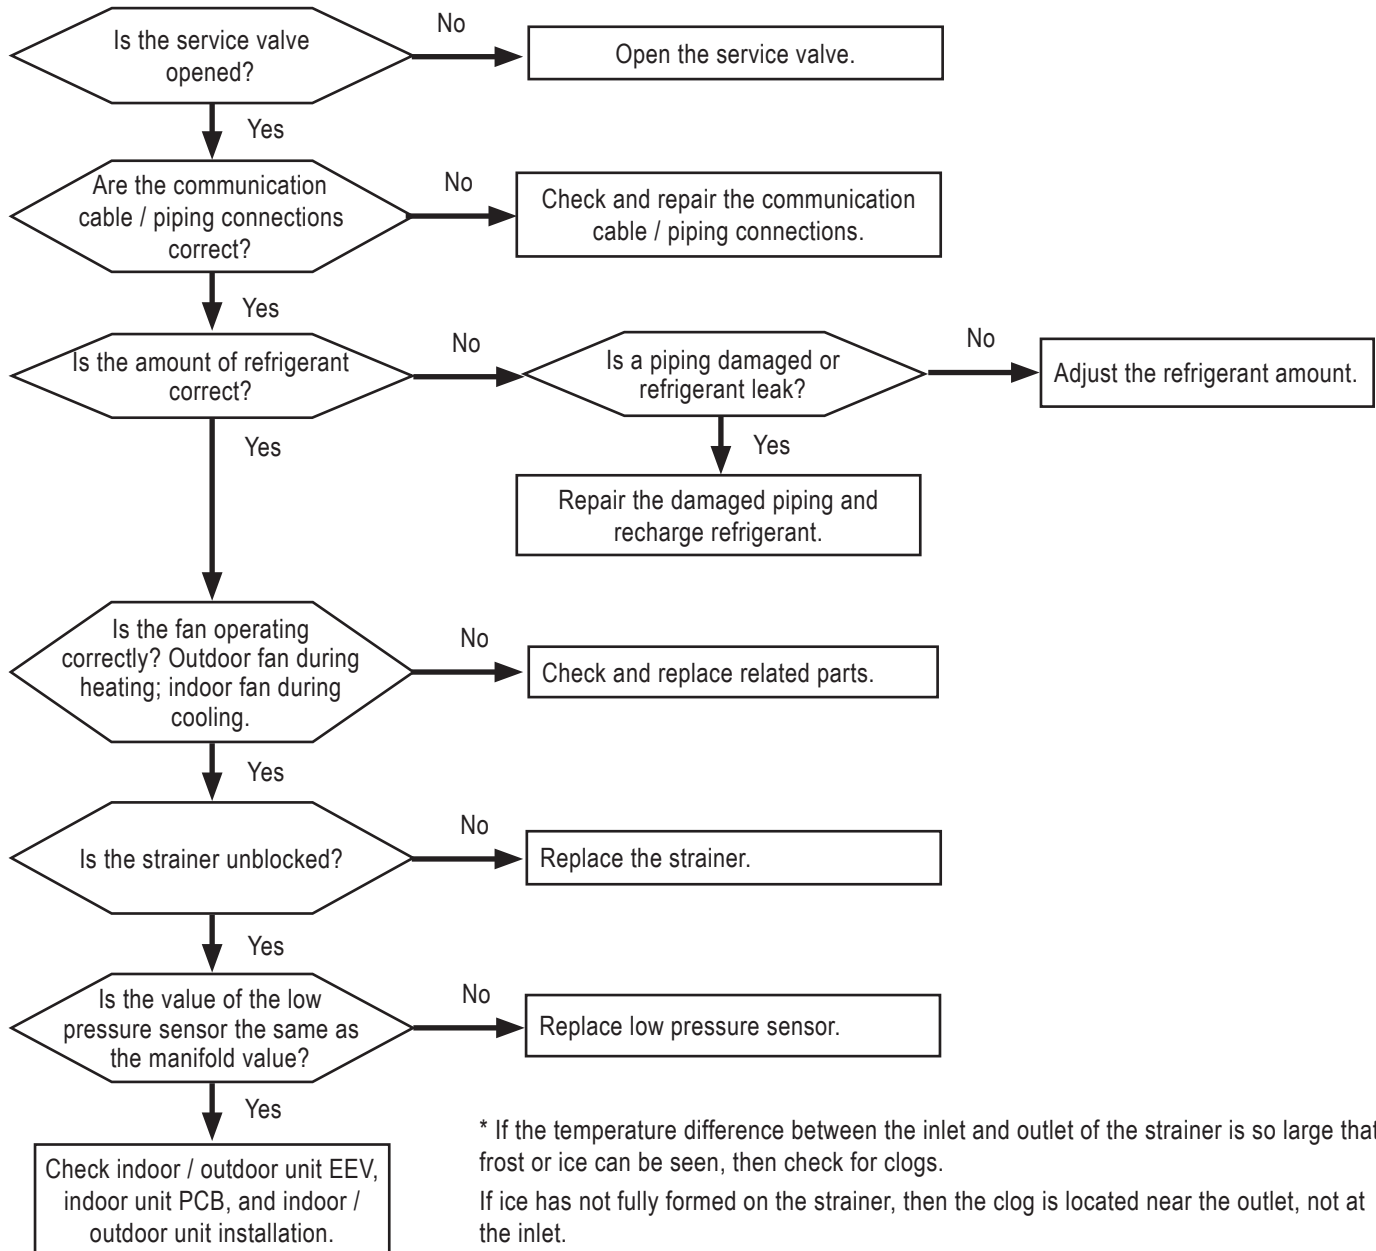 Is the service valve
opened?
No
Open the service valve.
Yes
Are the communication
cable / piping connections
correct?
No
Check and repair the communication
cable / piping connections.
Yes
Is the amount of refrigerant
correct?
No
Is a piping damaged or
refrigerant leak?
No
Adjust the refrigerant amount.
Yes
Repair the damaged piping and
recharge refrigerant.
Yes
Is the fan operating
correctly? Outdoor fan during
heating; indoor fan during
cooling.
No
Check and replace related parts.
Yes
Is the strainer unblocked?
No
Replace the strainer.
Yes
Is the value of the low
pressure sensor the same as
the manifold value?
No
Replace low pressure sensor.
Yes
Check indoor / outdoor unit EEV,
indoor unit PCB, and indoor /
outdoor unit installation.
* If the temperature difference between the inlet and outlet of the strainer is so large that
frost or ice can be seen, then check for clogs.
If ice has not fully formed on the strainer, then the clog is located near the outlet, not at
the inlet.